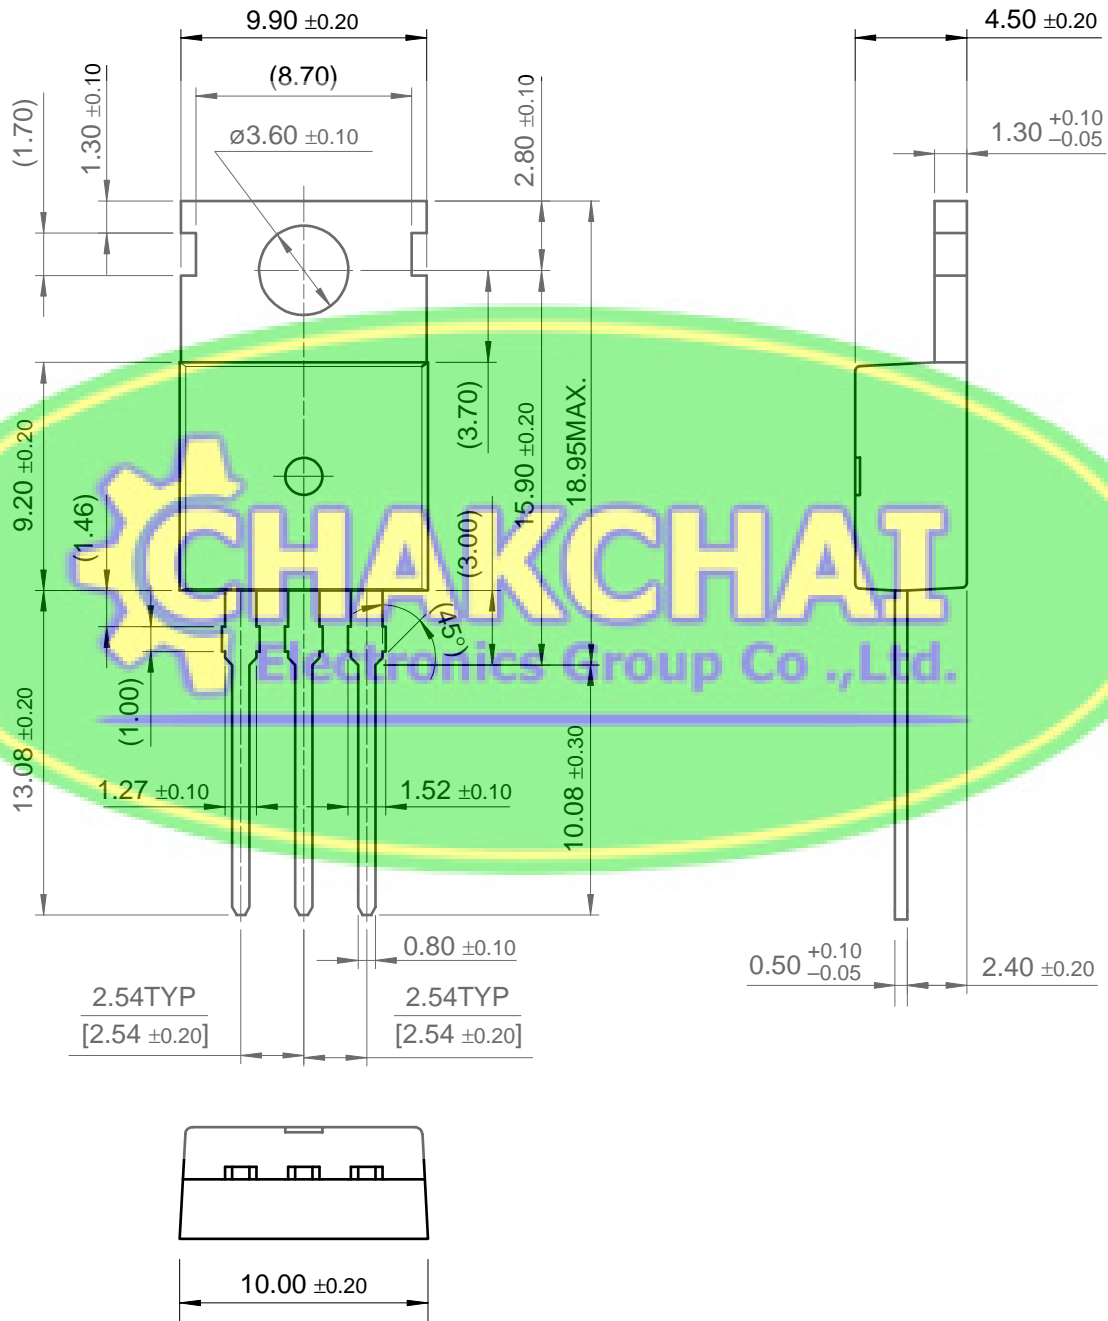 9.90 ±0.20
4.50 ±0.20
(8.70)
(1.70)
1.30 ±0.10
ø3.60 ±0.10
2.80 ±0.10
1.30 +0.10 –0.05
9.20 ±0.20
(1.46)
(3.70)
15.90 ±0.20
18.95MAX.
(3.00)
CHAKCHAI
(45°)
Electronics Group Co .,Ltd.
13.08 ±0.20
(1.00)
1.27 ±0.10
1.52 ±0.10
10.08 ±0.30
0.80 ±0.10
0.50 +0.10 –0.05
2.40 ±0.20
2.54TYP
[2.54 ±0.20]
2.54TYP
[2.54 ±0.20]
10.00 ±0.20